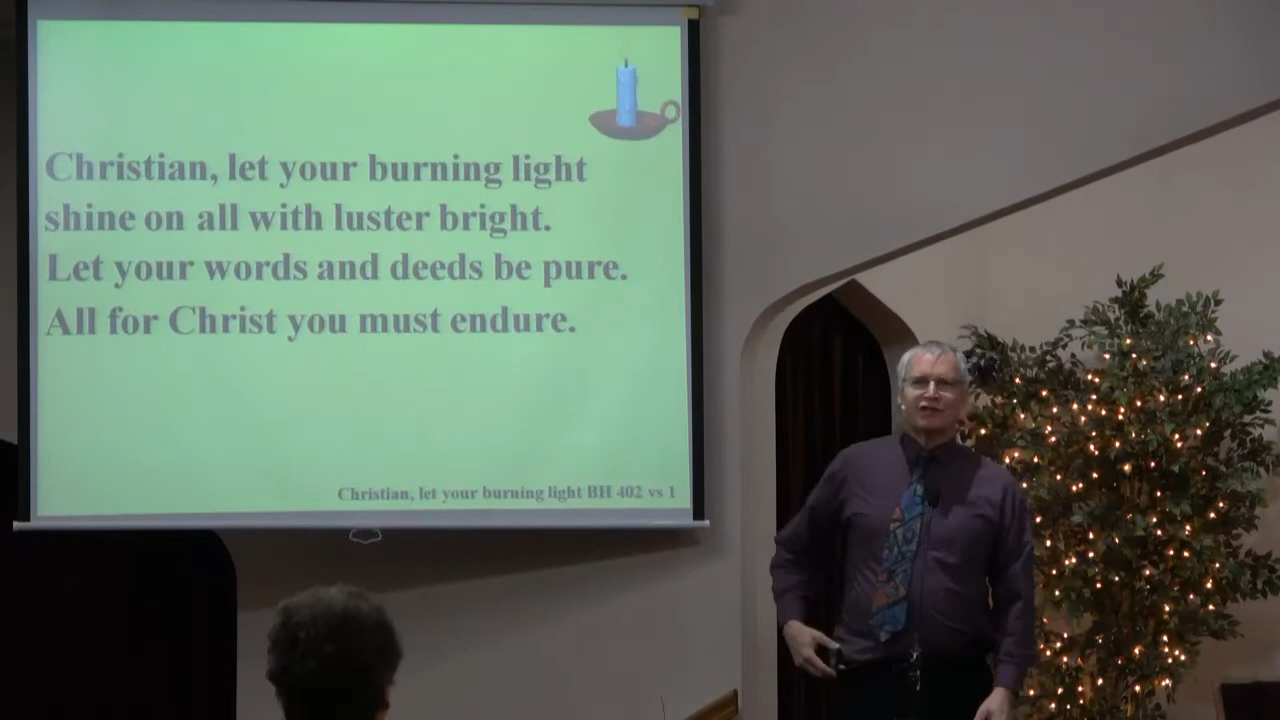 Christian, let your burning light
shine on all with luster bright.
Let your words and deeds be pure.
All for Christ you must endure.
Christian, let your burning light BH 402 vs 1